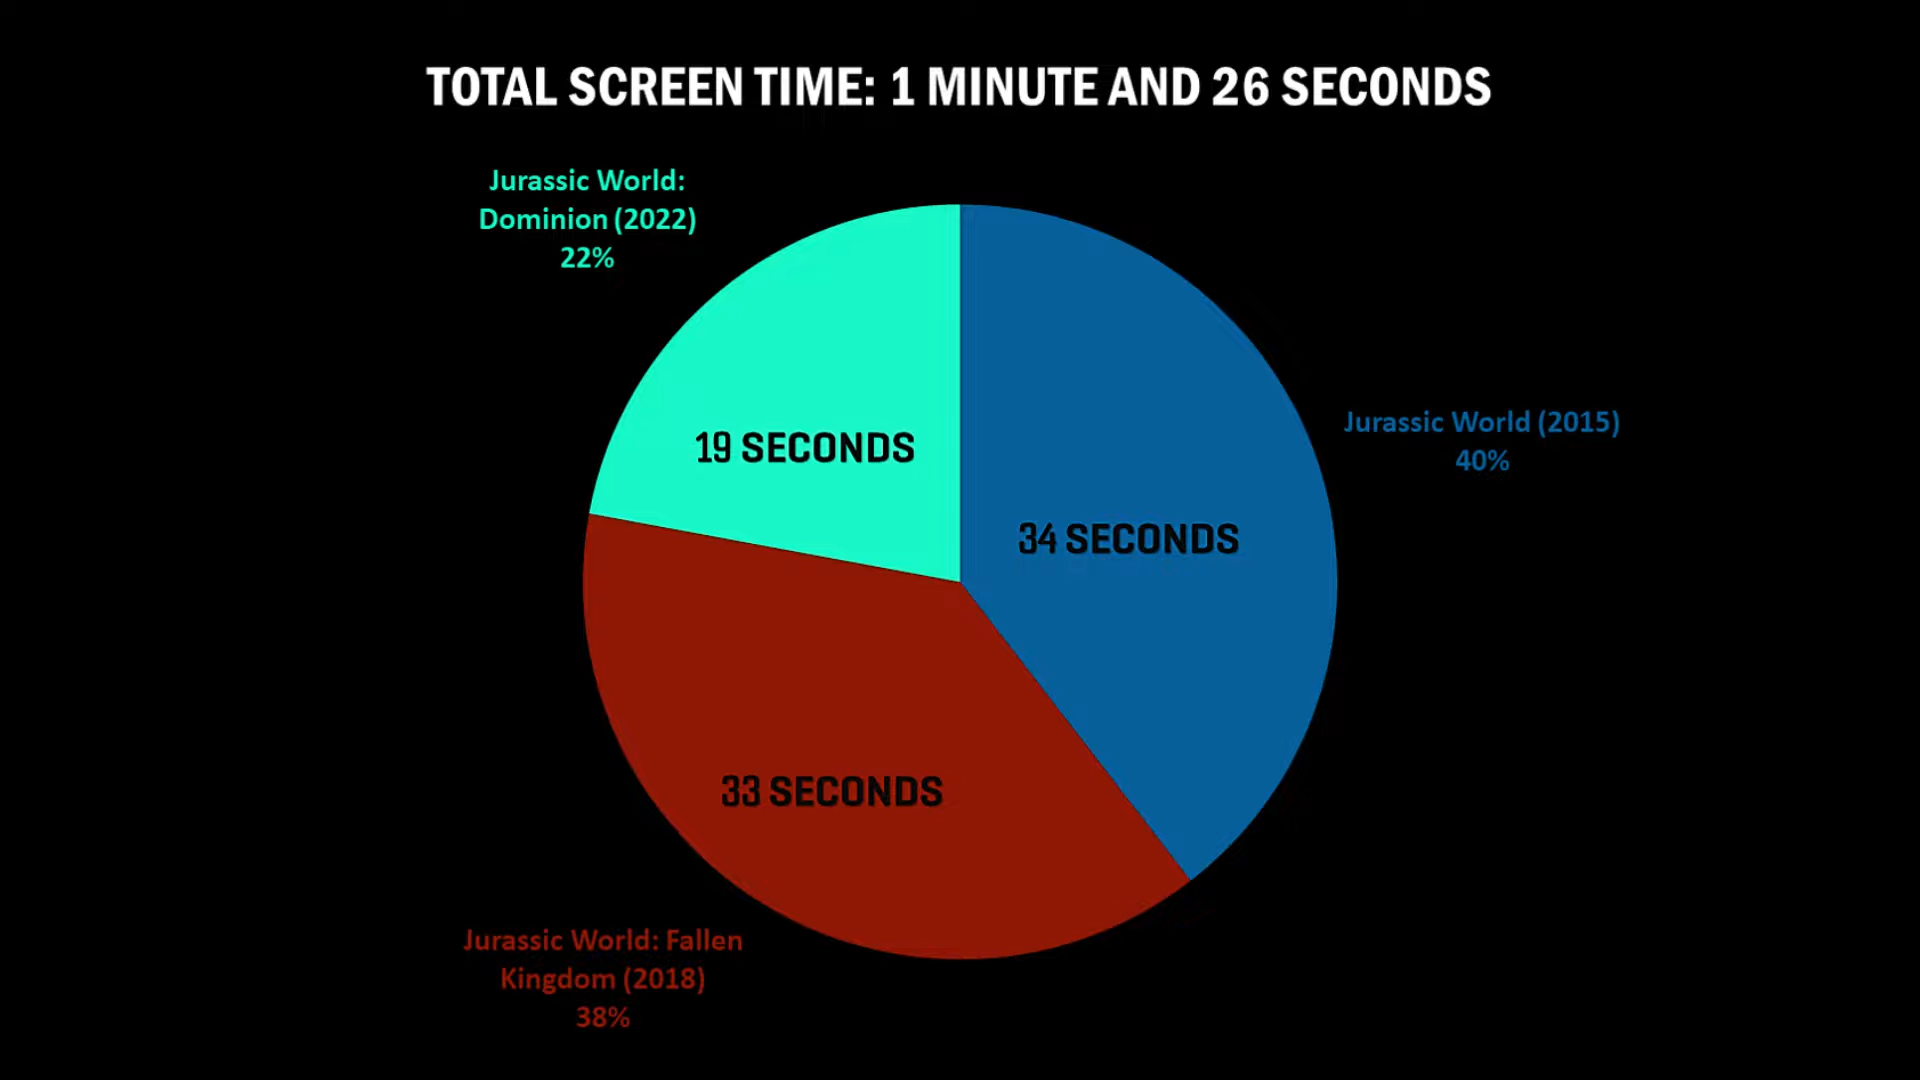 TOTAL SCREEN TIME: 1 MINUTE AND 26 SECONDS
Jurassic World:
Dominion (2022)
22%
Jurassic World (2015)
40%
19 SECONDS
34 SECONDS
33 SECONDS
Jurassic World: Fallen
Kingdom (2018)
38%